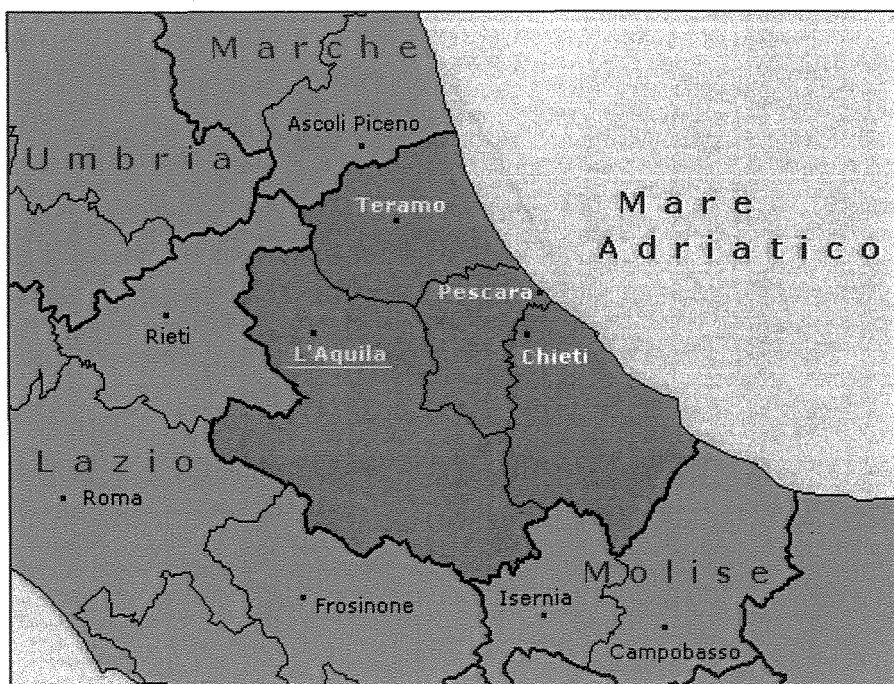 Marche
Ascoli Piceno
Umbria
Teramo
Mare
Adriatico
Pescara
Rieti
L'Aquila
Chieti
Lazio
Roma
Molise
Isernia
Frosinone
Campobasso